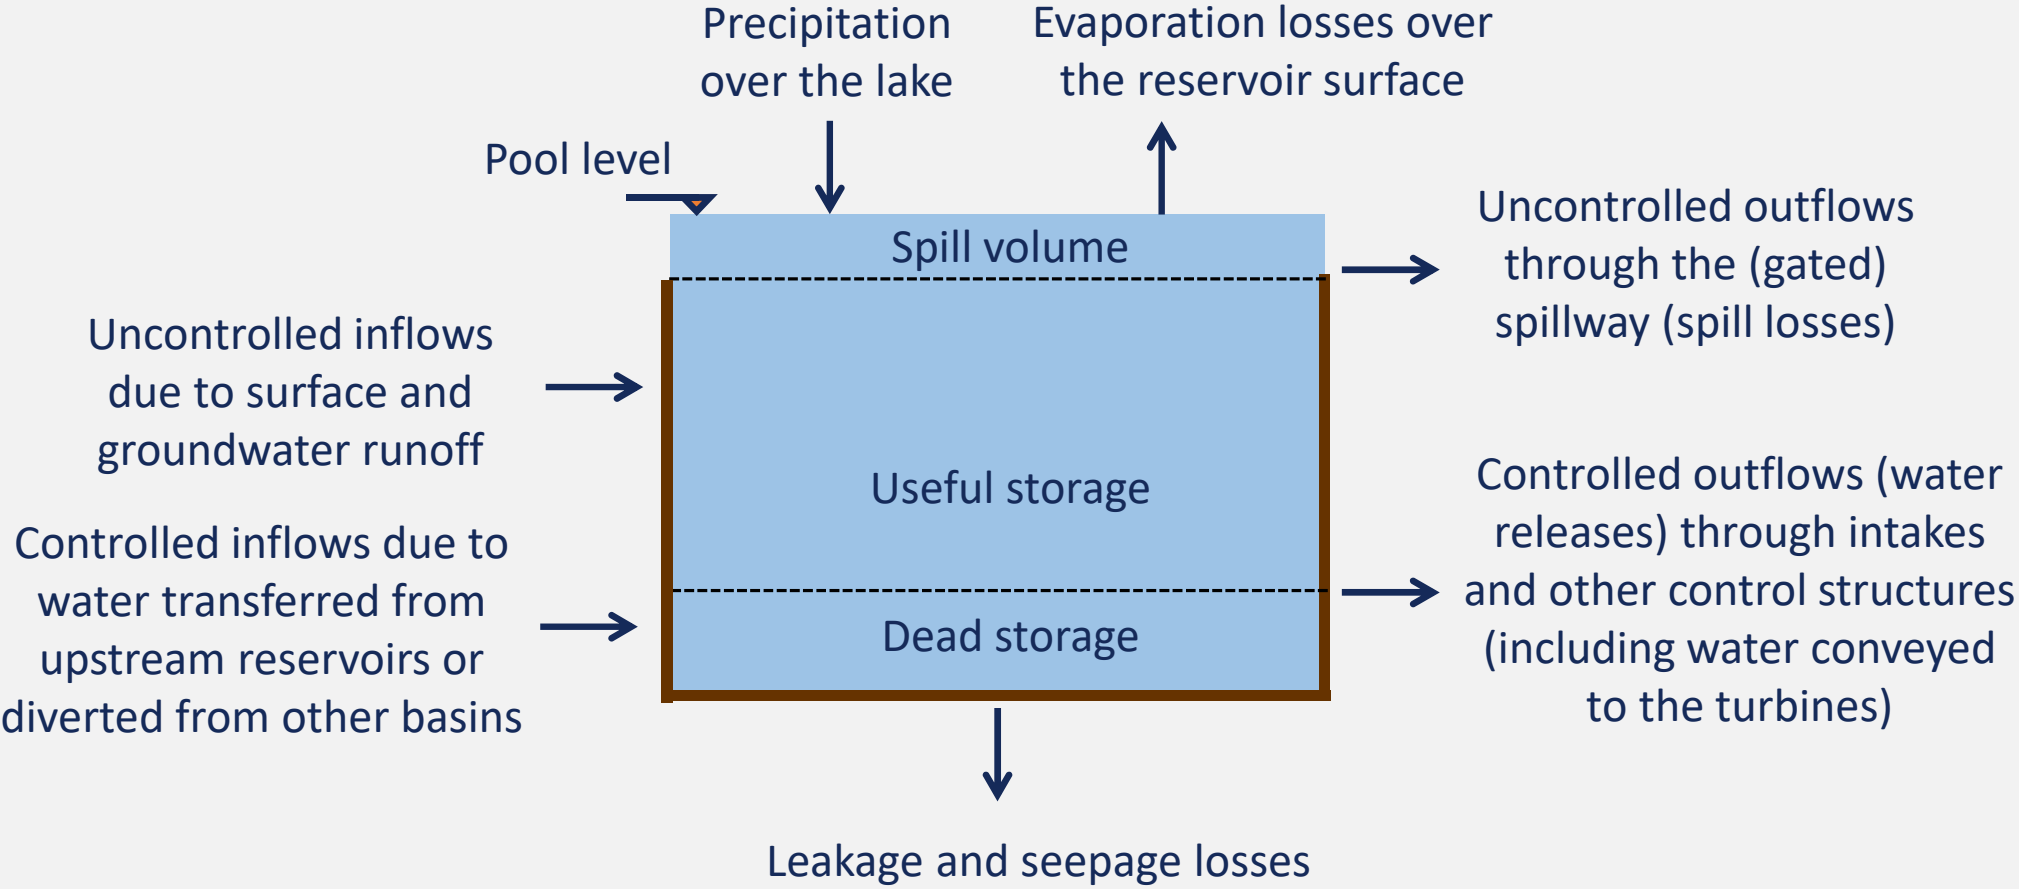 Precipitation
over the lake
Evaporation losses over
the reservoir surface
Pool level
Spill volume
Uncontrolled outflows
through the (gated)
spillway (spill losses)
Uncontrolled inflows
due to surface and
groundwater runoff
Useful storage
Controlled outflows (water
releases) through intakes
and other control structures
(including water conveyed
to the turbines)
Controlled inflows due to
water transferred from
upstream reservoirs or
diverted from other basins
Dead storage
Leakage and seepage losses